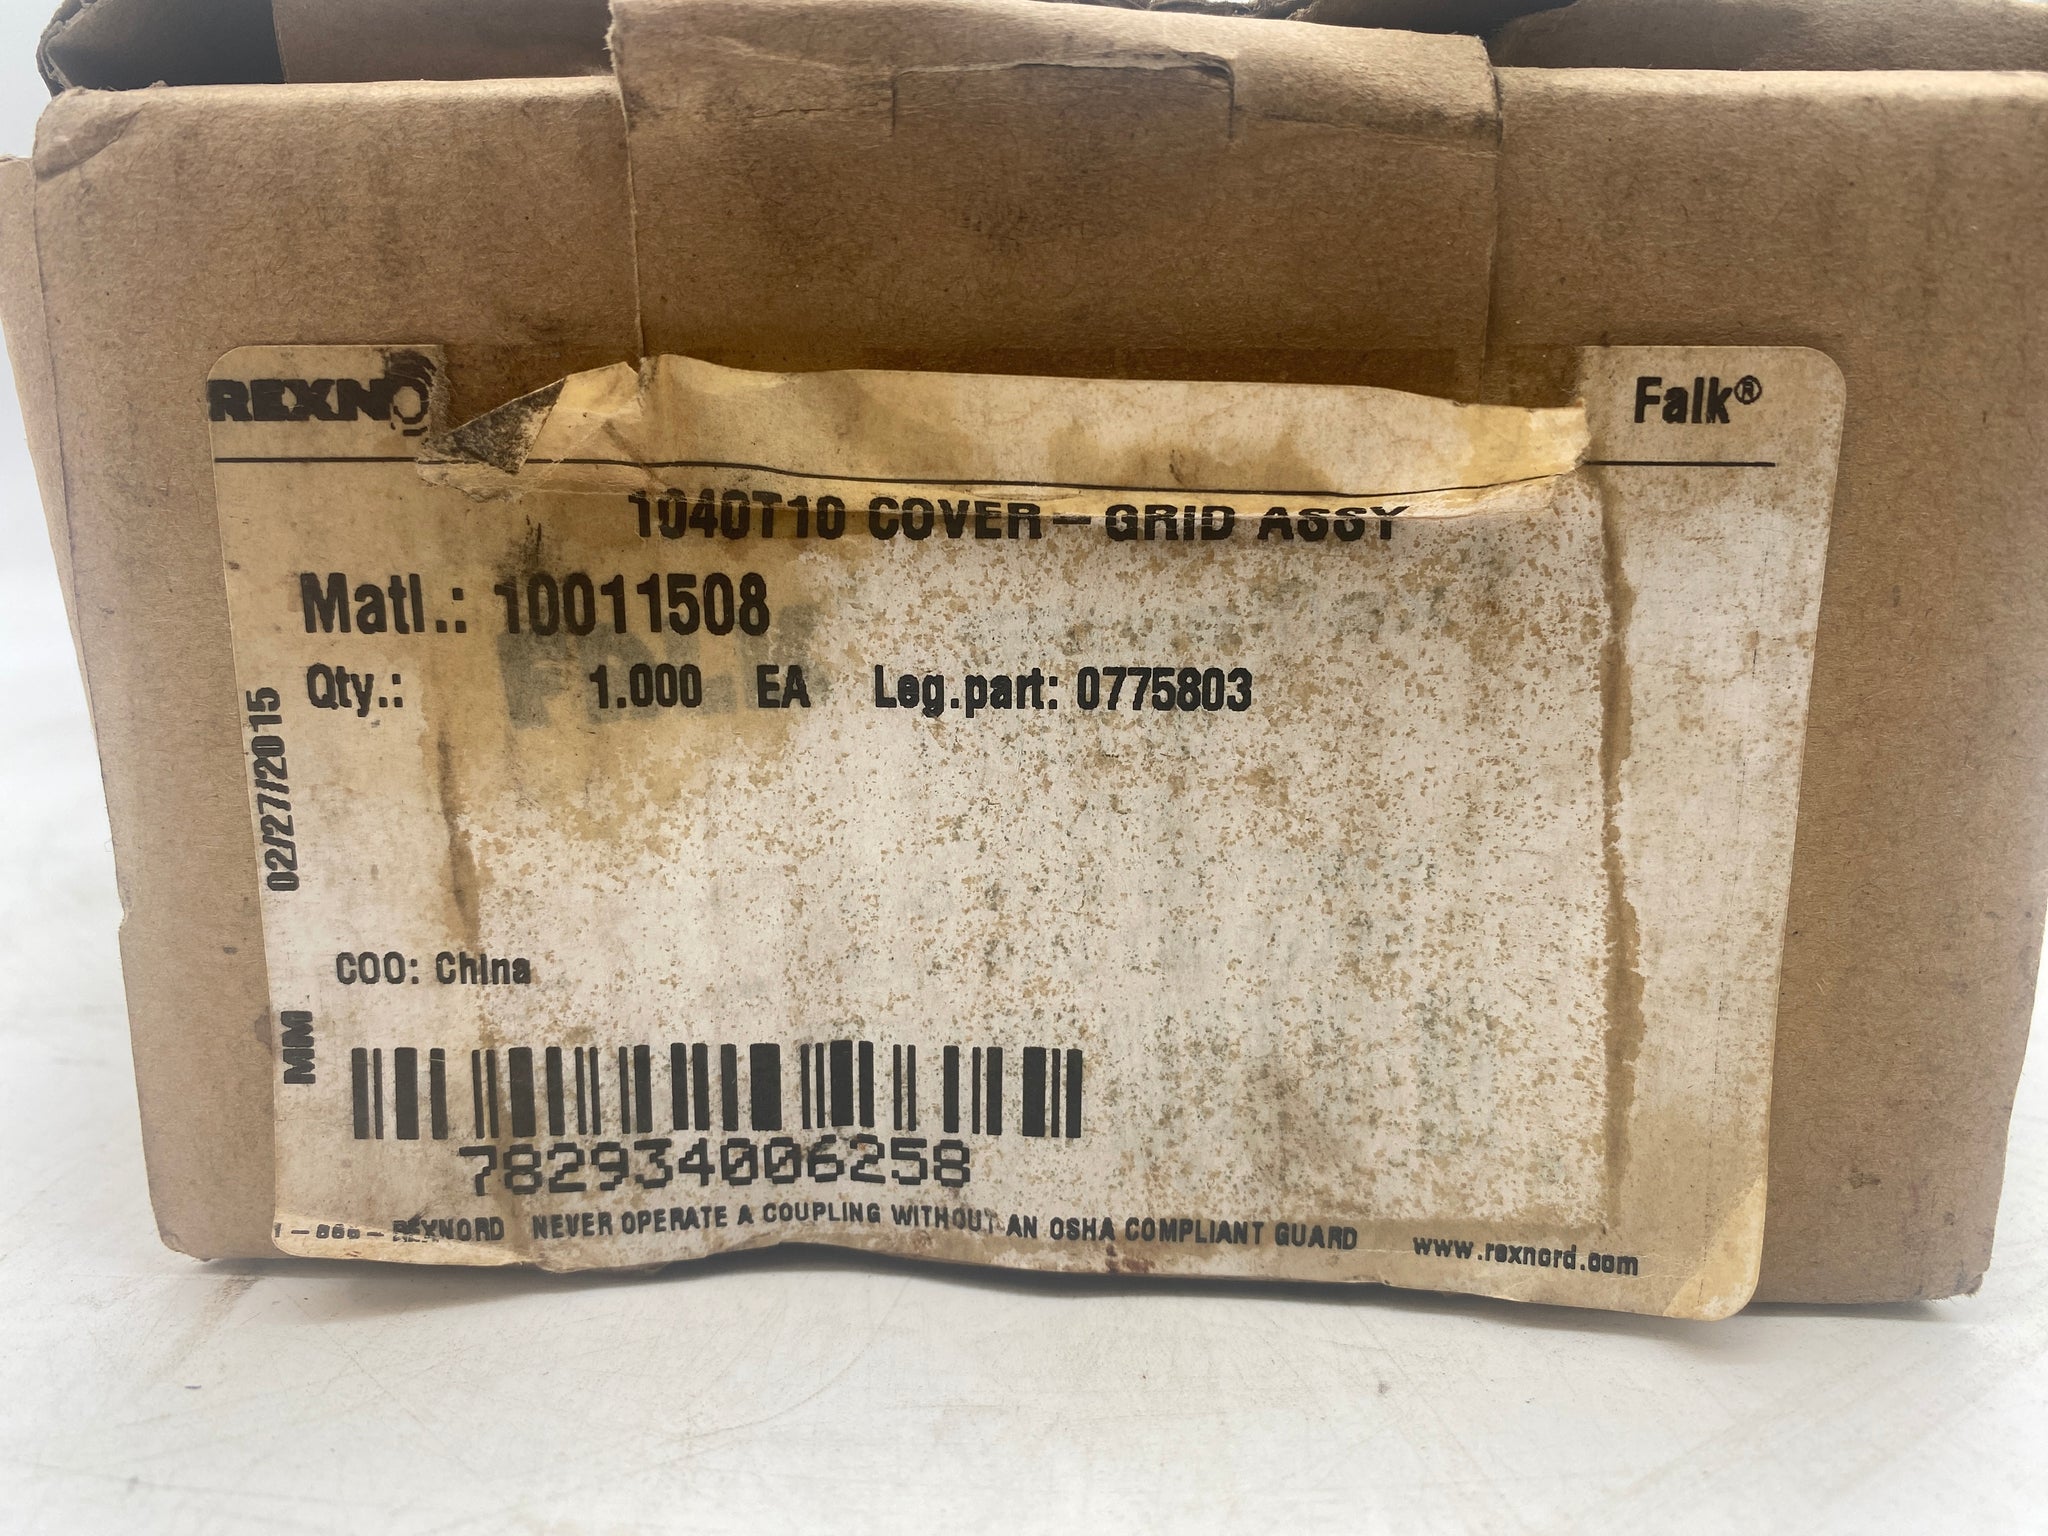 REXNO
Falk®
1040T10 COVER-GRID ASSY
Matl.: 10011508
Qty.: 1.000 EA Leg.part: 0775803
02/27/2015
COO: China
MM
782934006258
REXNORD NEVER OPERATE A COUPLING WITHOUT AN OSHA COMPLIANT GUARD www.rexnord.com